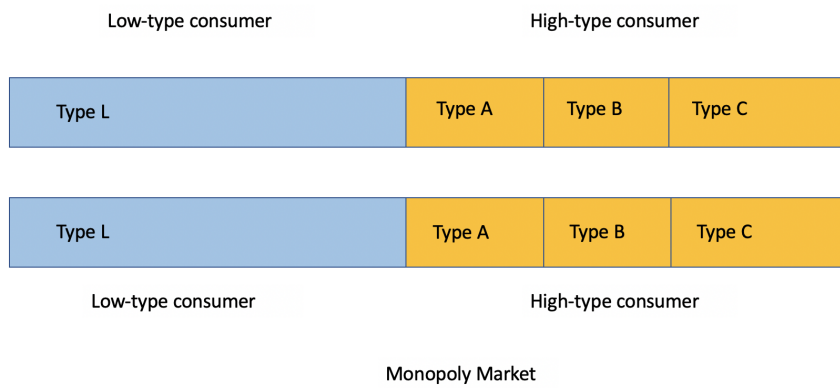 Low-type consumer High-type consumer
Type L Type A Type B Type C
Type L Type A Type B Type C
Low-type consumer High-type consumer
Monopoly Market